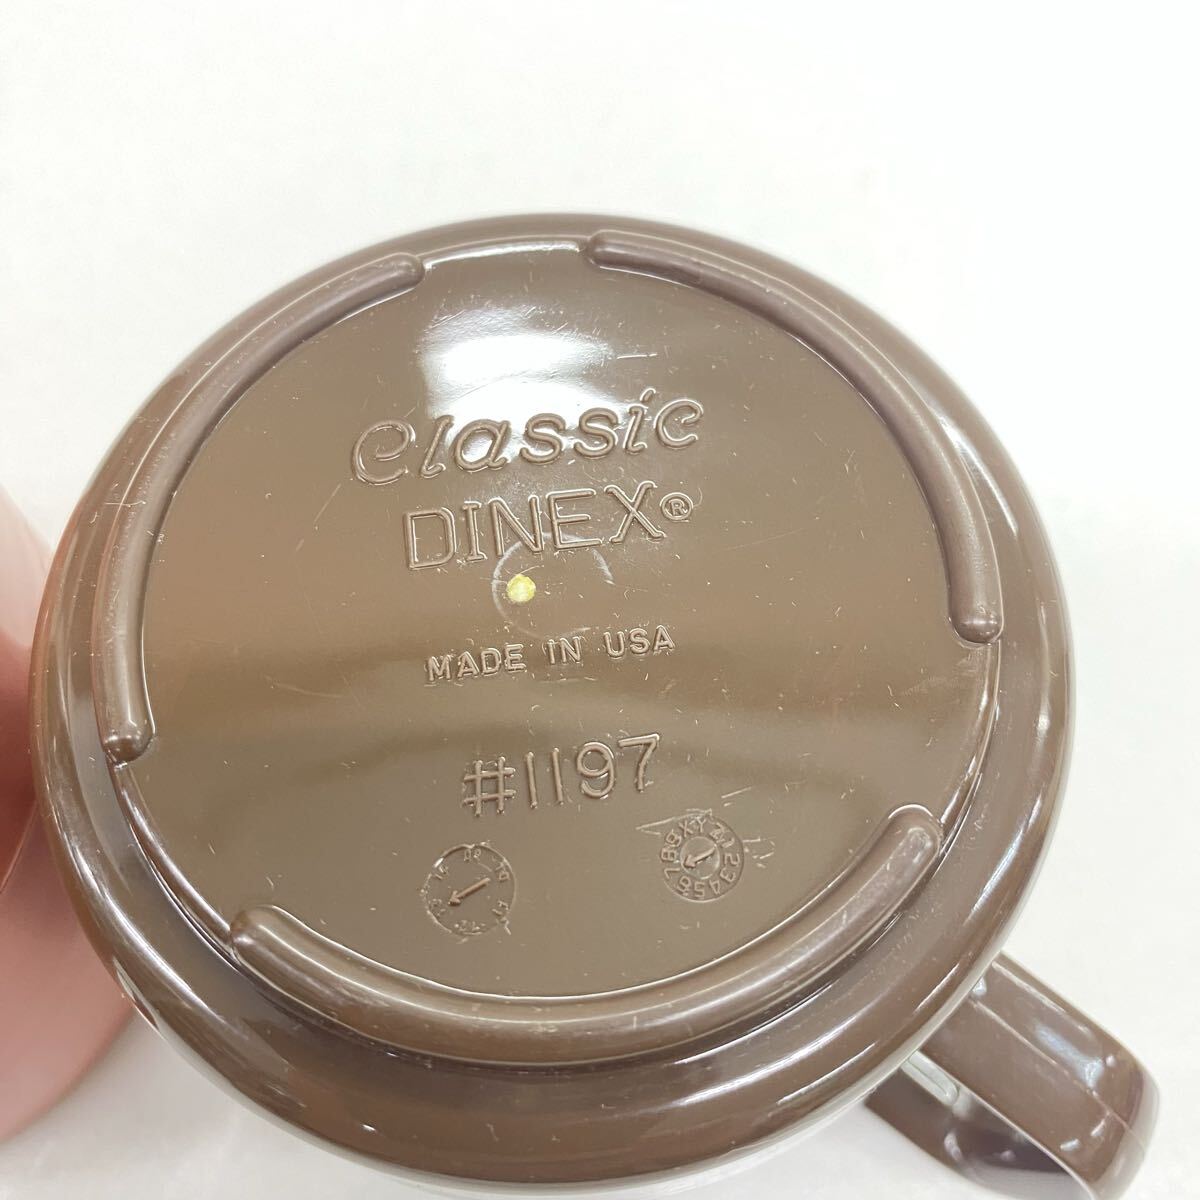 Classic
DINEX®
MADE IN USA
#1197